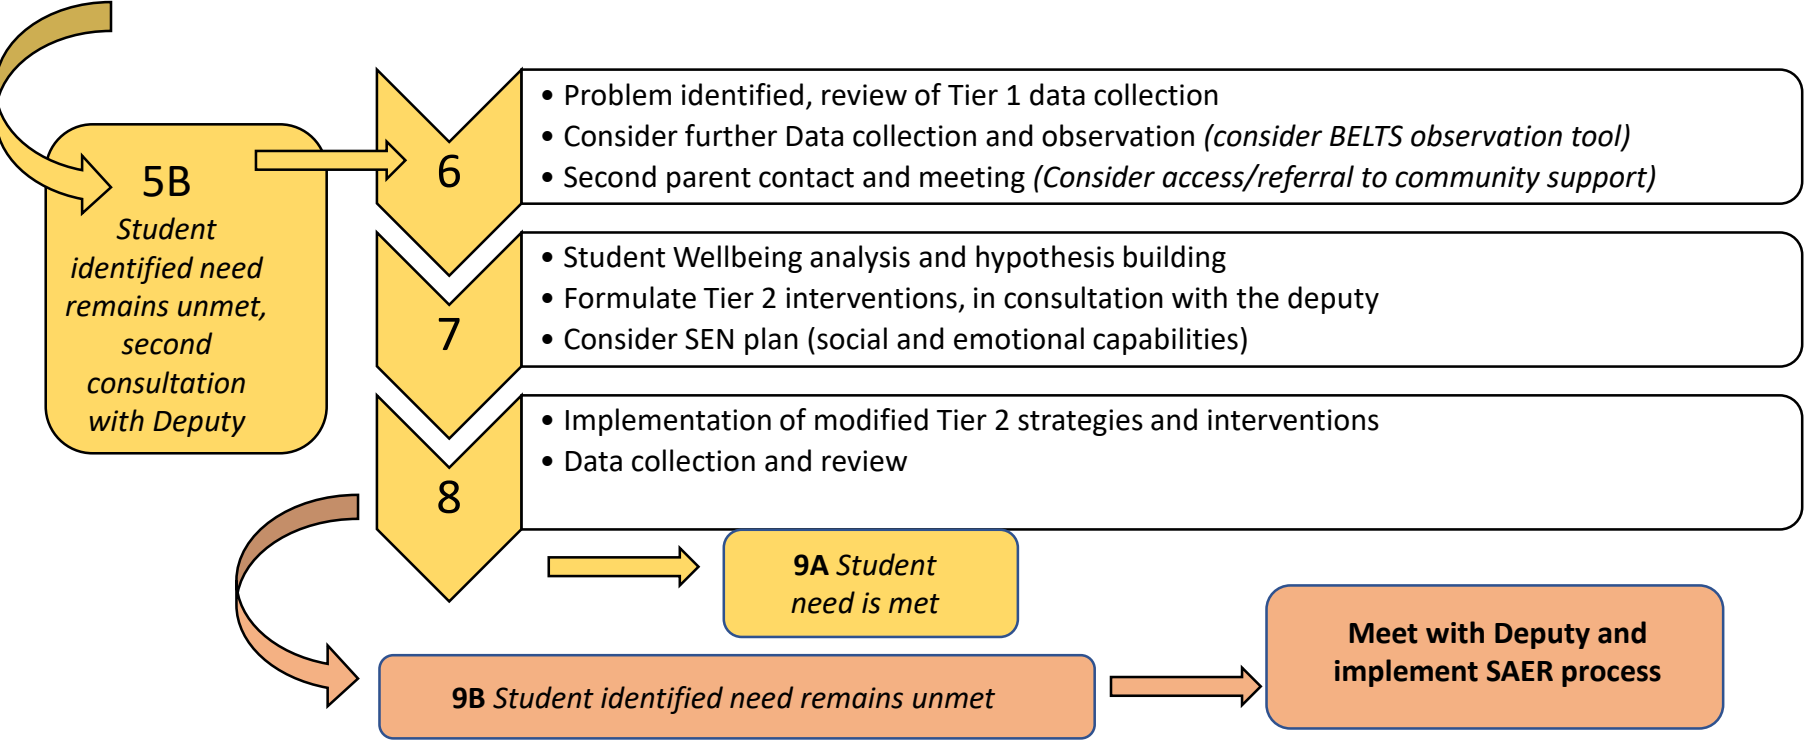 5B
Student
identified need
remains unmet,
second
consultation
with Deputy
6
• Problem identified, review of Tier 1 data collection
• Consider further Data collection and observation (consider BELTS observation tool)
• Second parent contact and meeting (Consider access/referral to community support)
7
• Student Wellbeing analysis and hypothesis building
• Formulate Tier 2 interventions, in consultation with the deputy
• Consider SEN plan (social and emotional capabilities)
8
• Implementation of modified Tier 2 strategies and interventions
• Data collection and review
9A Student
need is met
9B Student identified need remains unmet
Meet with Deputy and
implement SAER process